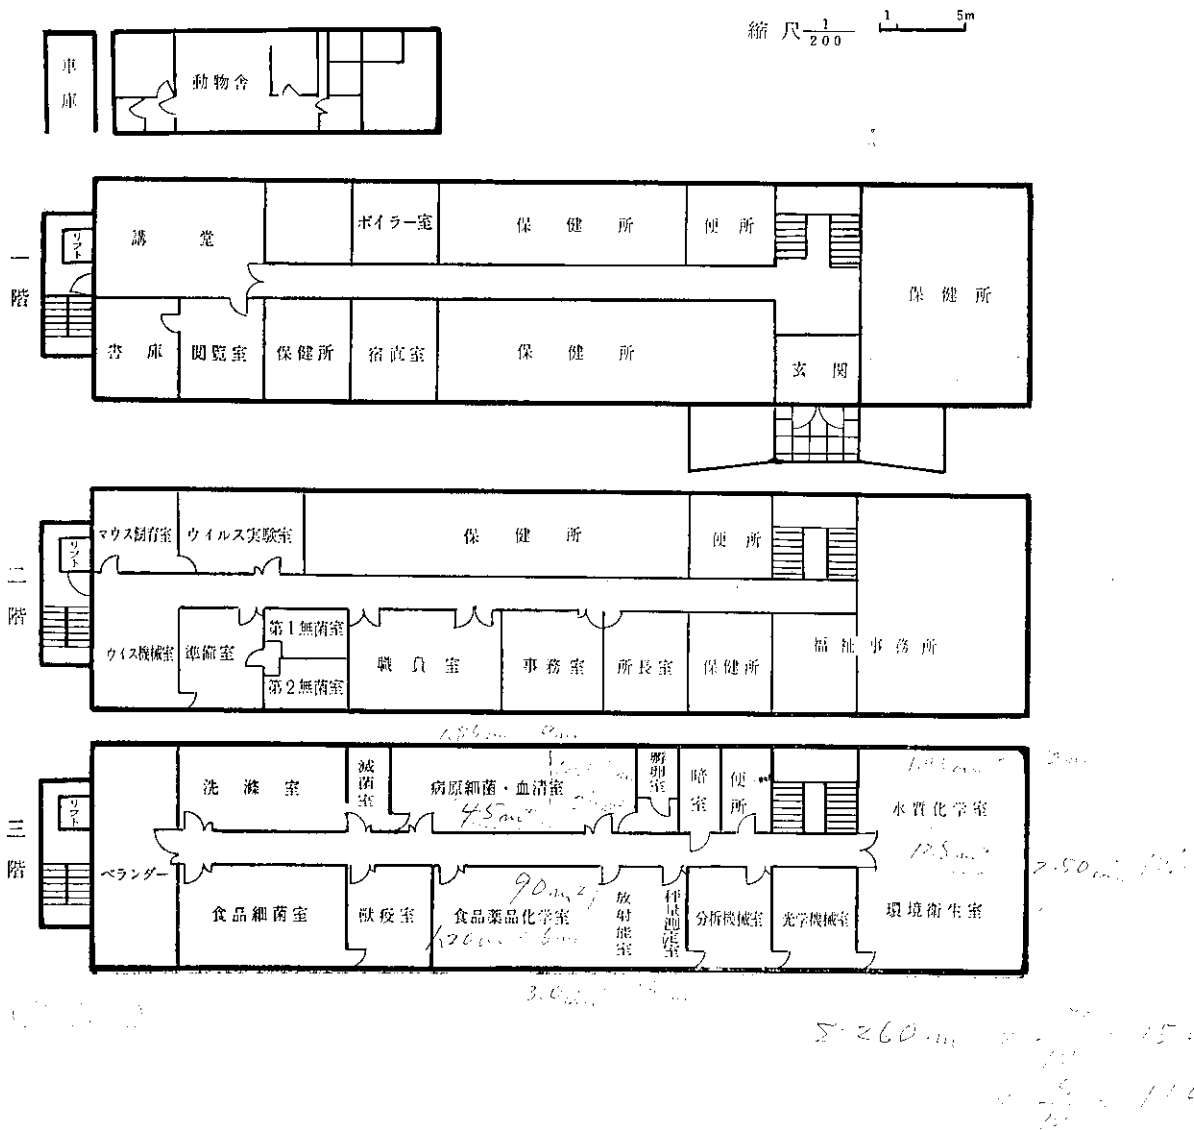 縮尺 1/200 1 5m
車庫
動物舎
一階
リフト
講堂
ボイラー室
保健所
便所
保健所
書庫
閲覧室
保健所
宿直室
保健所
玄関
二階
リフト
マウス飼育室
ウイルス実験室
保健所
便所
ウイス機械室
準備室
第1無菌室
第2無菌室
職員室
事務室
所長室
保健所
福祉事務所
三階
リフト
ベランダー
洗滌室
滅菌室
病原細菌・血清室
孵卵室
暗室
便所
水質化学室
45m²
90m²
食品細菌室
獣疫室
食品薬品化学室
放射能室
秤量測定室
分析機械室
光学機械室
環境衛生室